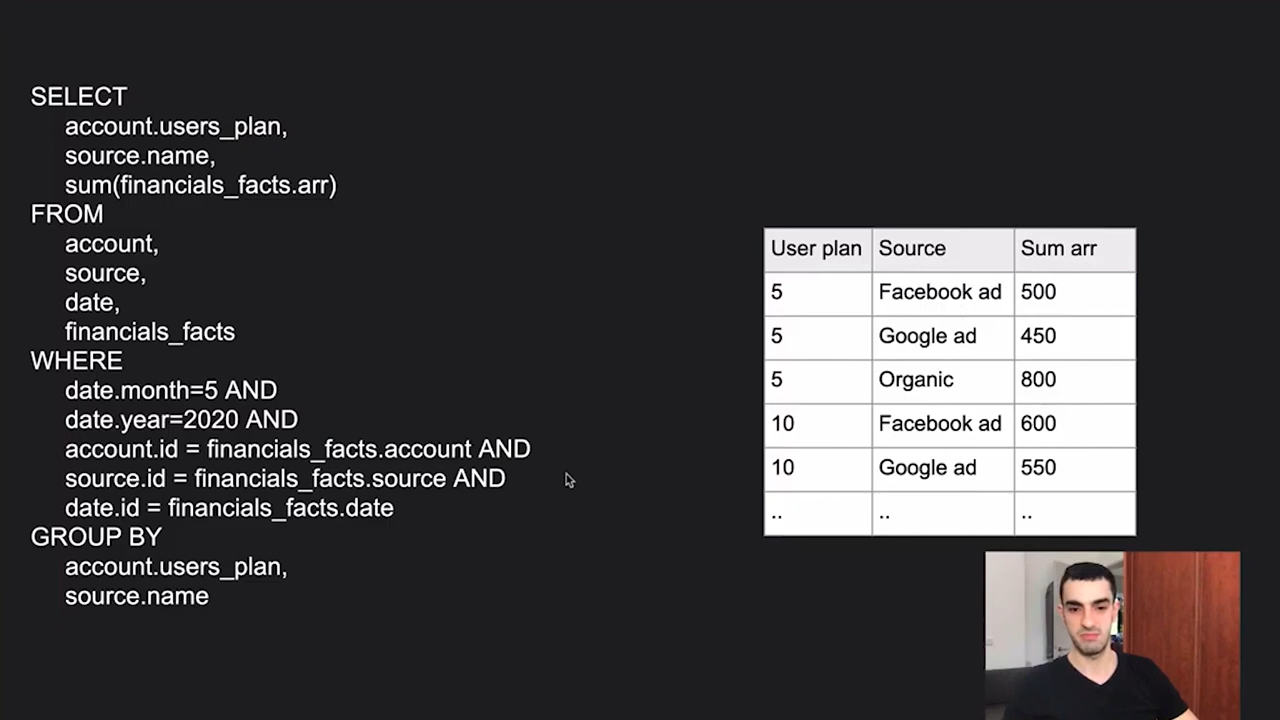 SELECT
account.users_plan,
source.name,
sum(financials_facts.arr)
FROM
account,
source,
date,
financials_facts
WHERE
date.month=5 AND
date.year=2020 AND
account.id = financials_facts.account AND
source.id = financials_facts.source AND
date.id = financials_facts.date
GROUP BY
account.users_plan,
source.name
User plan Source Sum arr
5 Facebook ad 500
5 Google ad 450
5 Organic 800
10 Facebook ad 600
10 Google ad 550
.. .. ..